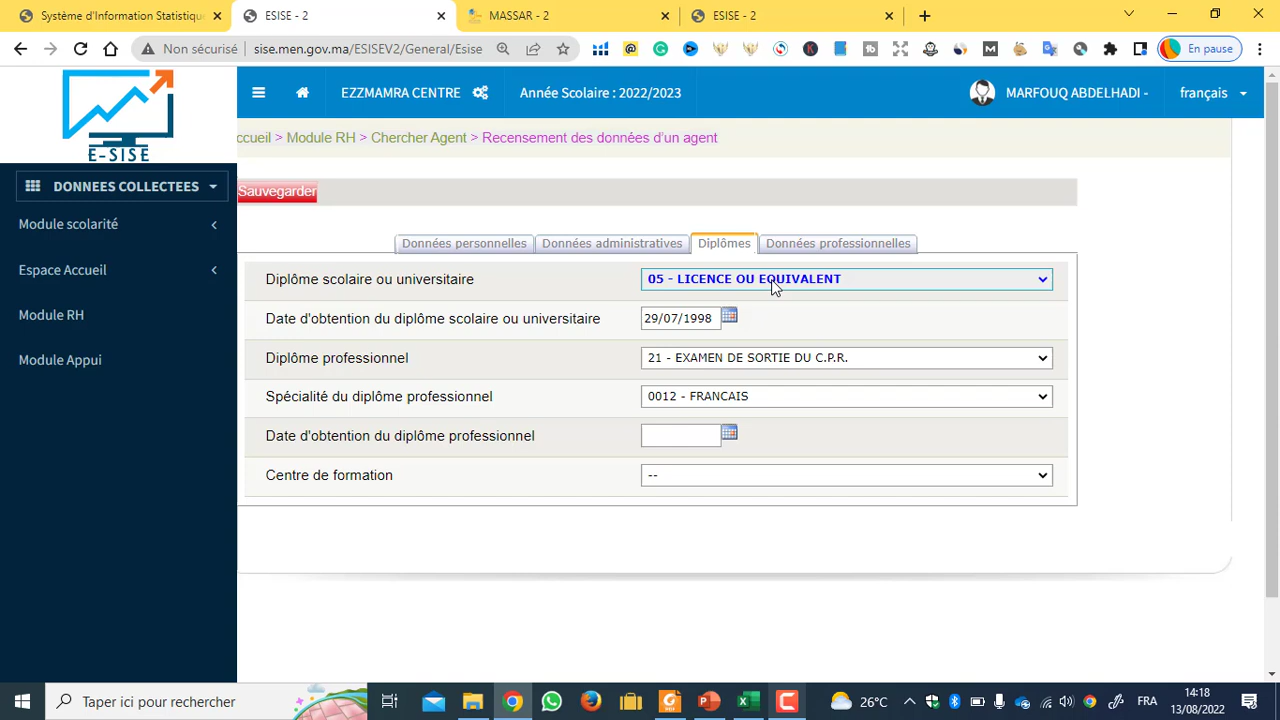 Système d'Information Statistiqu
ESISE - 2
MASSAR - 2
ESISE - 2
Non sécurisé
sise.men.gov.ma/ESISEV2/General/Esise
En pause
E-SISE
EZZMAMRA CENTRE
Année Scolaire : 2022/2023
MARFOUQ ABDELHADI -
français
ccueil > Module RH > Chercher Agent > Recensement des données d'un agent
DONNEES COLLECTEES
Module scolarité
Espace Accueil
Module RH
Module Appui
Sauvegarder
Données personnelles
Données administratives
Diplômes
Données professionnelles
Diplôme scolaire ou universitaire
05 - LICENCE OU EQUIVALENT
Date d'obtention du diplôme scolaire ou universitaire
29/07/1998
Diplôme professionnel
21 - EXAMEN DE SORTIE DU C.P.R.
Spécialité du diplôme professionnel
0012 - FRANCAIS
Date d'obtention du diplôme professionnel
Centre de formation
--
Taper ici pour rechercher
26°C
FRA
14:18
13/08/2022